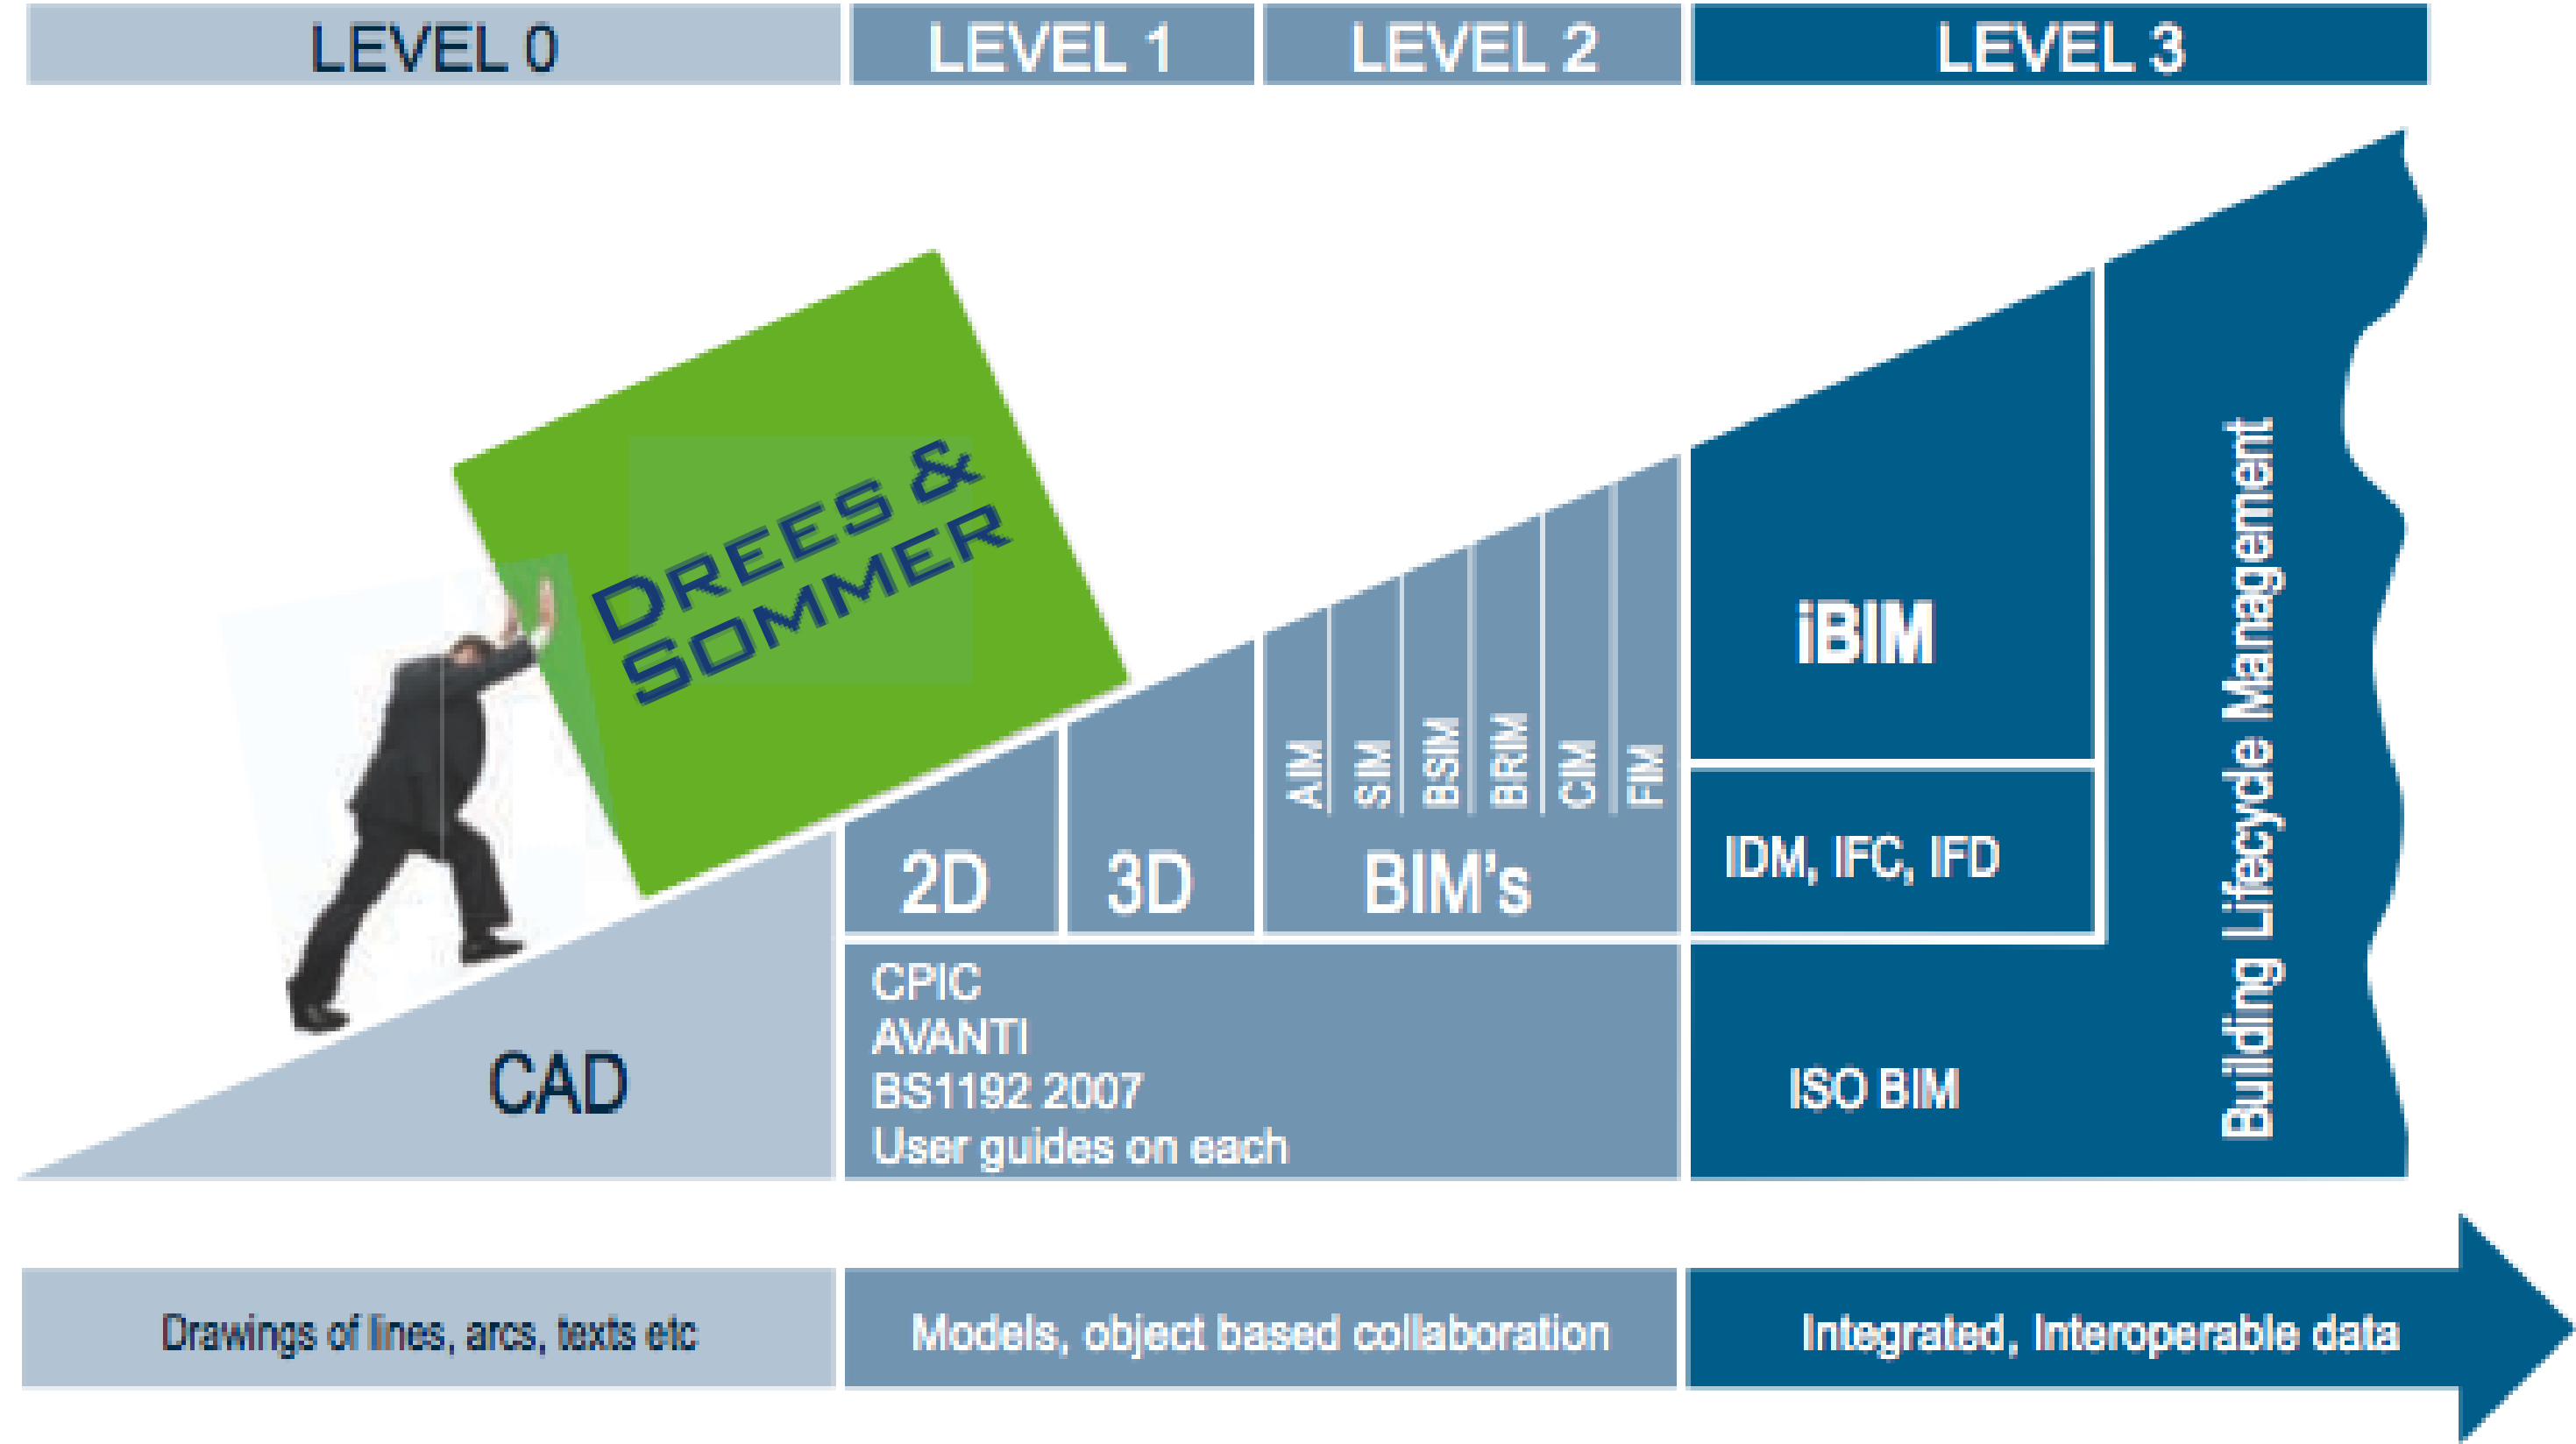 LEVEL 0
LEVEL 1
LEVEL 2
LEVEL 3
DREES &
SOMMER
CAD
2D
3D
AIM
SIM
BSIM
BRIM
CIM
FIM
BIM's
CPIC
AVANTI
BS1192 2007
User guides on each
iBIM
IDM, IFC, IFD
ISO BIM
Building Lifecycle Management
Drawings of lines, arcs, texts etc
Models, object based collaboration
Integrated, Interoperable data